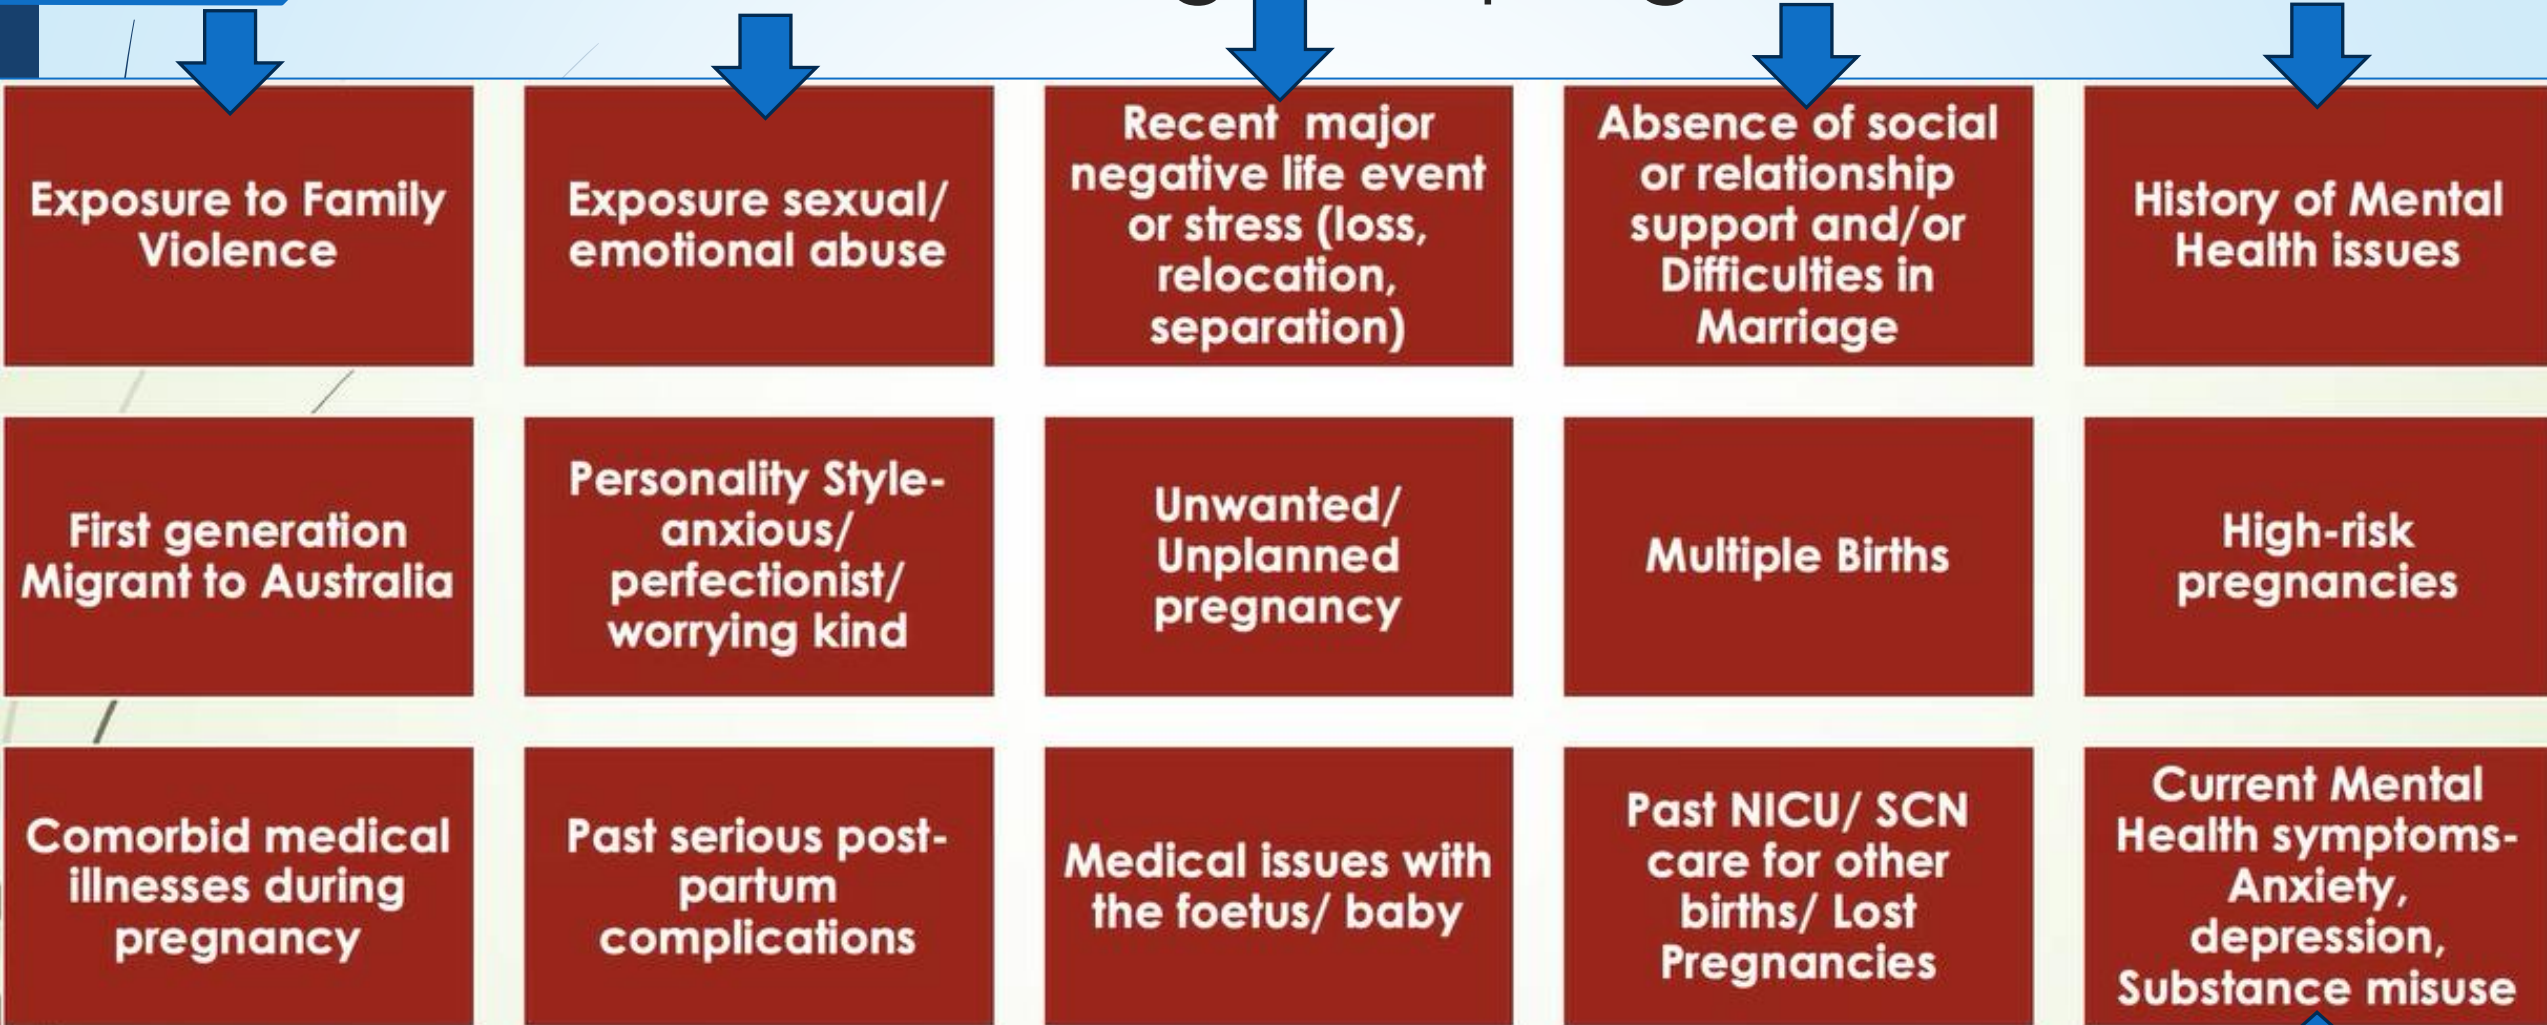 Exposure to Family
Violence
Exposure sexual/
emotional abuse
Recent major
negative life event
or stress (loss,
relocation,
separation)
Absence of social
or relationship
support and/or
Difficulties in
Marriage
History of Mental
Health issues
First generation
Migrant to Australia
Personality Style-
anxious/
perfectionist/
worrying kind
Unwanted/
Unplanned
pregnancy
Multiple Births
High-risk
pregnancies
Comorbid medical
illnesses during
pregnancy
Past serious post-
partum
complications
Medical issues with
the foetus/ baby
Past NICU/ SCN
care for other
births/ Lost
Pregnancies
Current Mental
Health symptoms-
Anxiety,
depression,
Substance misuse